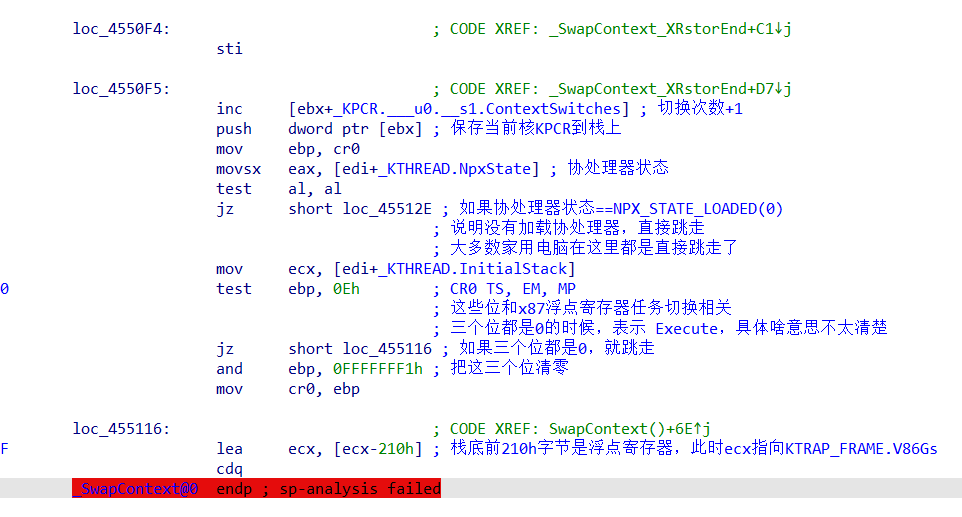 loc_4550F4: ; CODE XREF: _SwapContext_XRstorEnd+C1↓j
sti
loc_4550F5: ; CODE XREF: _SwapContext_XRstorEnd+D7↓j
inc [ebx+_KPCR.___u0.__s1.ContextSwitches] ; 切换次数+1
push dword ptr [ebx] ; 保存当前核KPCR到栈上
mov ebp, cr0
movsx eax, [edi+_KTHREAD.NpxState] ; 协处理器状态
test al, al
jz short loc_45512E ; 如果协处理器状态==NPX_STATE_LOADED(0)
; 说明没有加载协处理器，直接跳走
; 大多数家用电脑在这里都是直接跳走了
mov ecx, [edi+_KTHREAD.InitialStack]
0 test ebp, 0Eh ; CR0 TS, EM, MP
; 这些位和x87浮点寄存器任务切换相关
; 三个位都是0的时候，表示 Execute，具体啥意思不太清楚
jz short loc_455116 ; 如果三个位都是0，就跳走
and ebp, 0FFFFFFF1h ; 把这三个位清零
mov cr0, ebp
loc_455116: ; CODE XREF: SwapContext()+6E↑j
F lea ecx, [ecx-210h] ; 栈底前210h字节是浮点寄存器，此时ecx指向KTRAP_FRAME.V86Gs
cdq
_SwapContext@0 endp ; sp-analysis failed